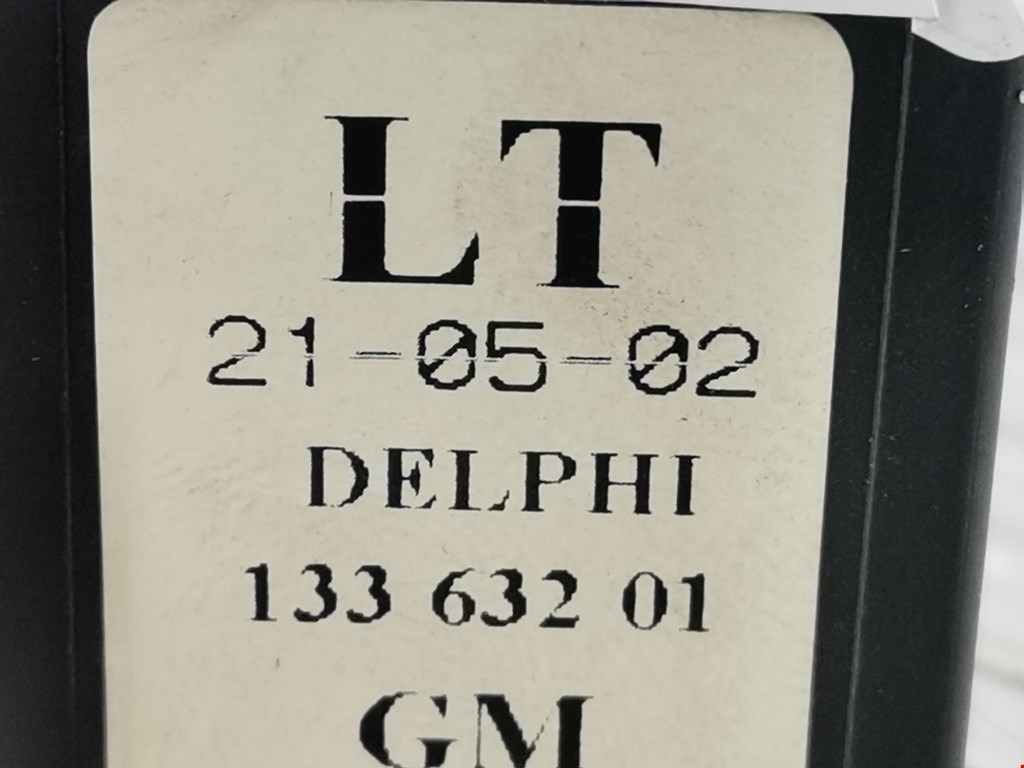 LT
21-05-02
DELPHI
133 632 01
GM